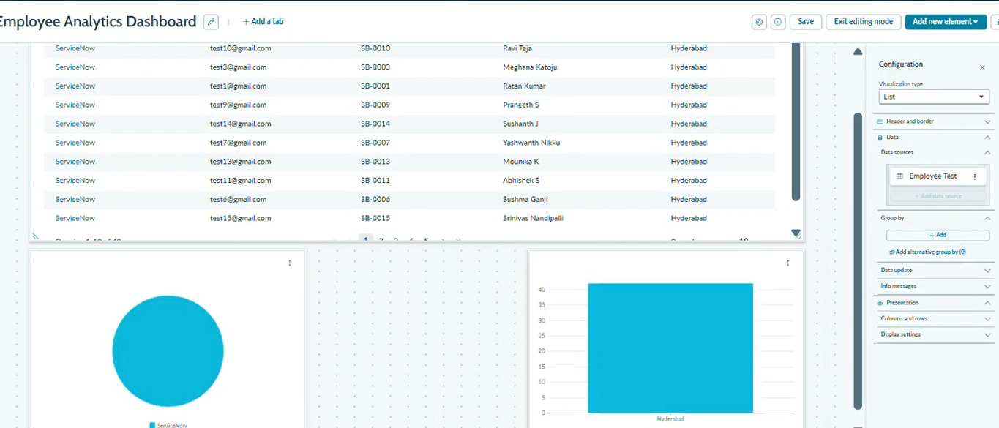 Employee Analytics Dashboard
+ Add a tab
Save
Exit editing mode
Add new element
ServiceNow test10@gmail.com SB-0010 Ravi Teja Hyderabad
ServiceNow test3@gmail.com SB-0003 Meghana Katoju Hyderabad
ServiceNow test1@gmail.com SB-0001 Ratan Kumar Hyderabad
ServiceNow test9@gmail.com SB-0009 Praneeth S Hyderabad
ServiceNow test14@gmail.com SB-0014 Sushanth J Hyderabad
ServiceNow test7@gmail.com SB-0007 Yashwanth Nikku Hyderabad
ServiceNow test13@gmail.com SB-0013 Mounika K Hyderabad
ServiceNow test11@gmail.com SB-0011 Abhishek S Hyderabad
ServiceNow test6@gmail.com SB-0006 Sushma Ganji Hyderabad
ServiceNow test15@gmail.com SB-0015 Srinivas Nandipalli Hyderabad
1
ServiceNow
40
35
30
25
20
15
10
5
0
Hyderabad
Configuration
Visualization type
List
Header and border
Data
Data sources
Employee Test
+ Add data source
Group by
+ Add
Add alternative group by (0)
Data update
Info messages
Presentation
Columns and rows
Display settings